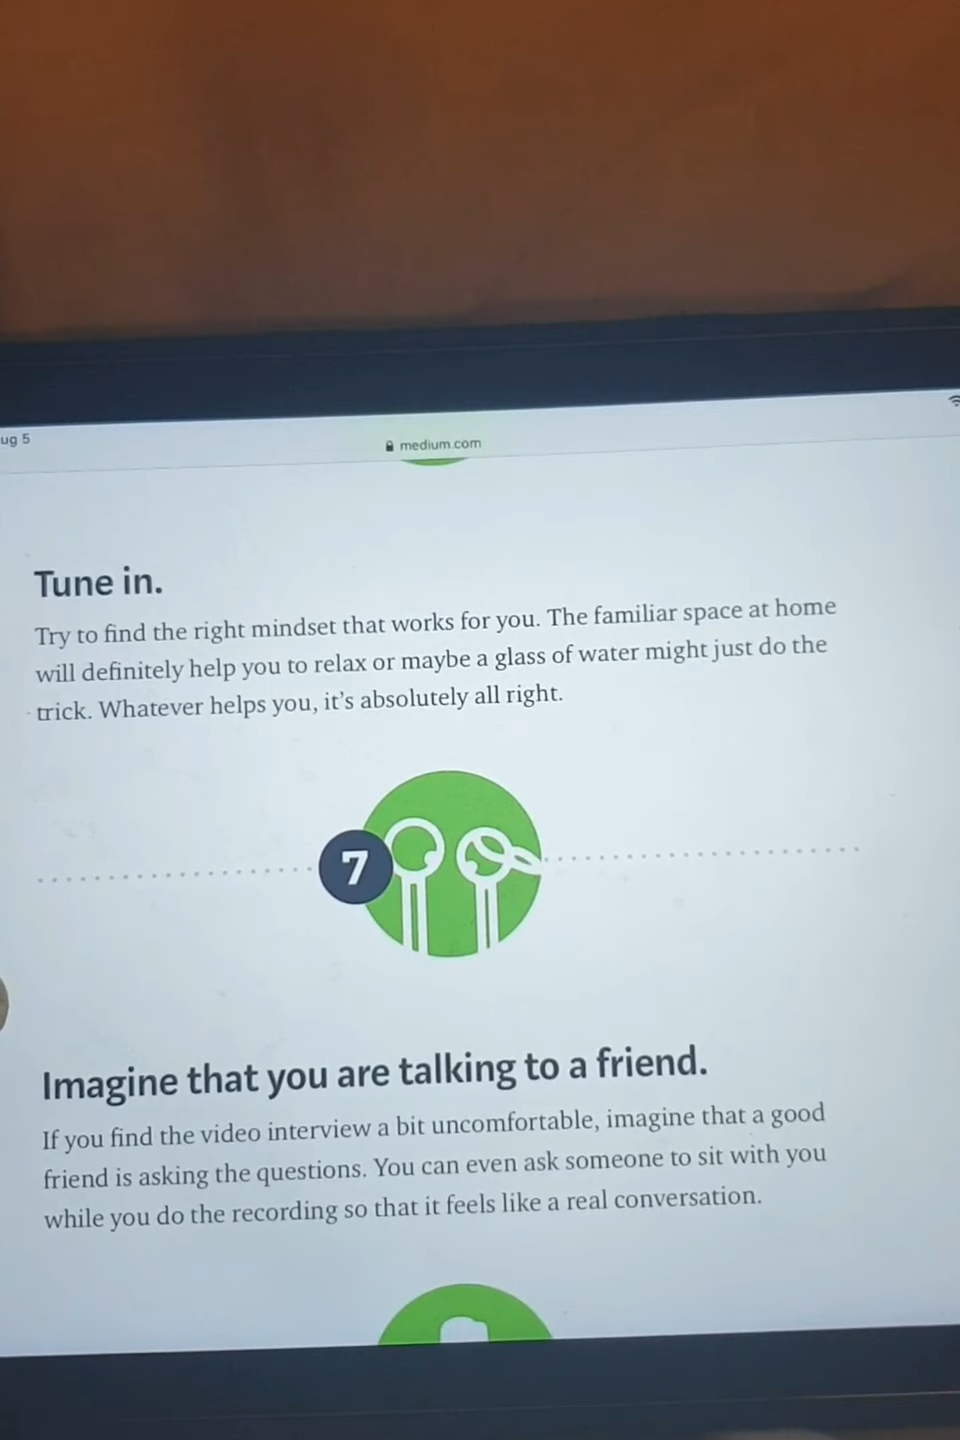 ug 5
medium.com
Tune in.
Try to find the right mindset that works for you. The familiar space at home
will definitely help you to relax or maybe a glass of water might just do the
trick. Whatever helps you, it's absolutely all right.
7
Imagine that you are talking to a friend.
If you find the video interview a bit uncomfortable, imagine that a good
friend is asking the questions. You can even ask someone to sit with you
while you do the recording so that it feels like a real conversation.